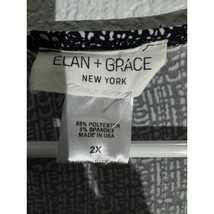 ELAN + GRACE
NEW YORK
95% POLYESTER
5% SPANDEX
MADE IN USA
2X